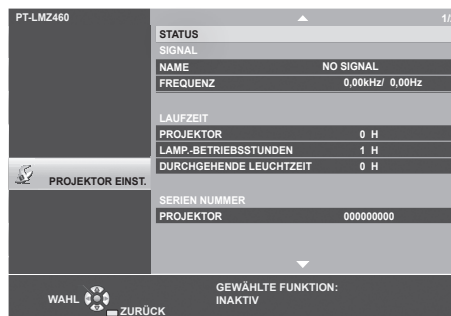 PT-LMZ460
1/
STATUS
SIGNAL
NAME NO SIGNAL
FREQUENZ 0,00kHz/ 0,00Hz
LAUFZEIT
PROJEKTOR 0 H
LAMP.-BETRIEBSSTUNDEN 1 H
DURCHGEHENDE LEUCHTZEIT 0 H
PROJEKTOR EINST.
SERIEN NUMMER
PROJEKTOR 000000000
GEWÄHLTE FUNKTION:
WAHL INAKTIV
ZURÜCK